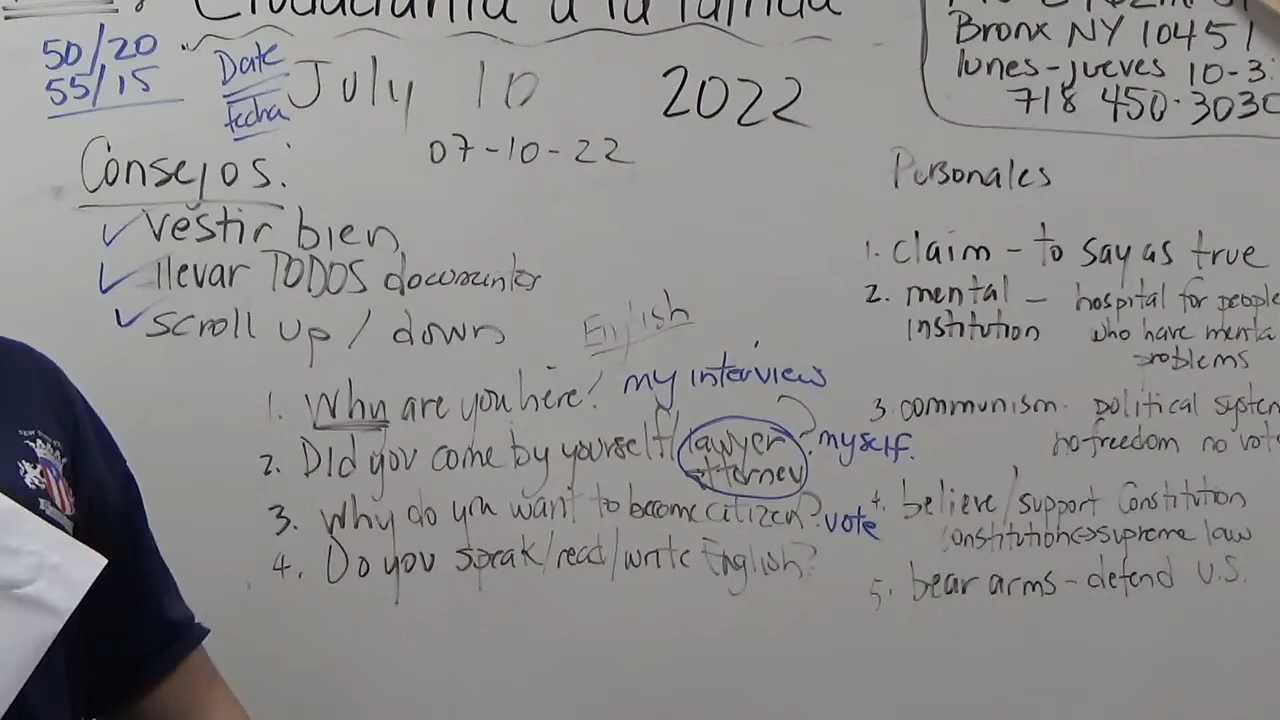 Ciudadanía a la
50/20
55/15
Date
Fecha
July 10 2022
07-10-22
Bronx NY 10451
lunes-jueves 10-3:
718 450-3030
Consejos:
✓ vestir bien
✓ llevar TODOS documentos
✓ scroll up / down
English
1. Why are you here? my interview
2. Did you come by yourself/lawyer attorney? myself.
3. Why do you want to become citizen? vote
4. Do you speak/read/write English?
Personales
1. claim - to say as true
2. mental institution - hospital for people
who have menta
problems
3. communism - political system
no freedom no vote
4. believe/support Constitution
constitution<=>supreme law
5. bear arms - defend U.S.